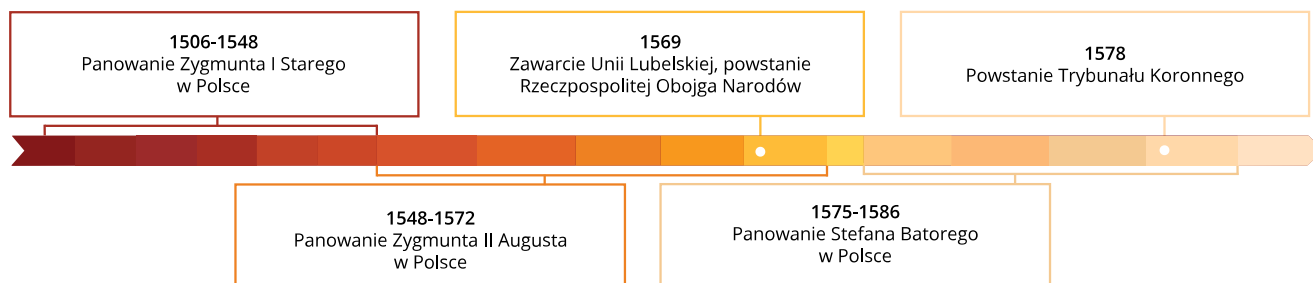 1506-1548
Panowanie Zygmunta I Starego
w Polsce
1569
Zawarcie Unii Lubelskiej, powstanie
Rzeczpospolitej Obojga Narodów
1578
Powstanie Trybunału Koronnego
1548-1572
Panowanie Zygmunta II Augusta
w Polsce
1575-1586
Panowanie Stefana Batorego
w Polsce